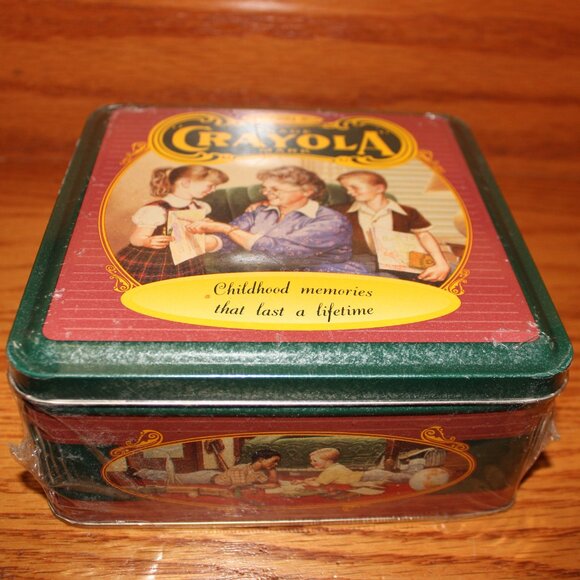 CRAYOLA
Childhood memories
that last a lifetime